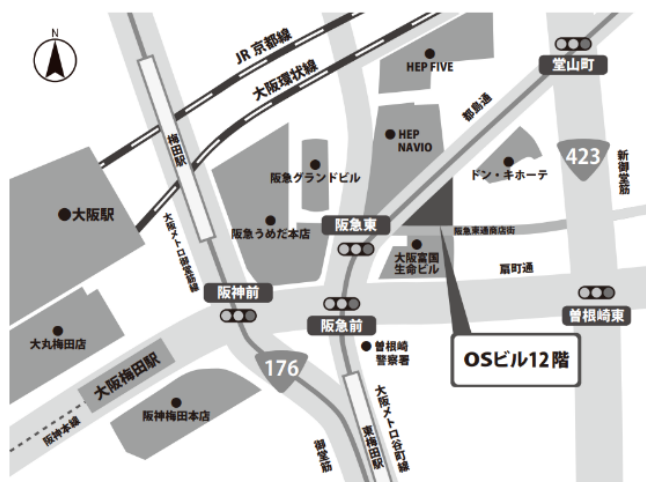 N
JR 京都線
大阪環状線
HEP FIVE
堂山町
都島通
梅田駅
HEP
NAVIO
423
新御堂筋
阪急グランドビル
ドン・キホーテ
大阪駅
大阪メトロ御堂筋線
阪急うめだ本店
阪急東
阪急東通商店街
大阪富国
生命ビル
扇町通
阪神前
阪急前
曽根崎東
大丸梅田店
曽根崎
警察署
OSビル12階
176
大阪梅田駅
阪神梅田本店
阪神本線
御堂筋
東梅田駅
大阪メトロ谷町線